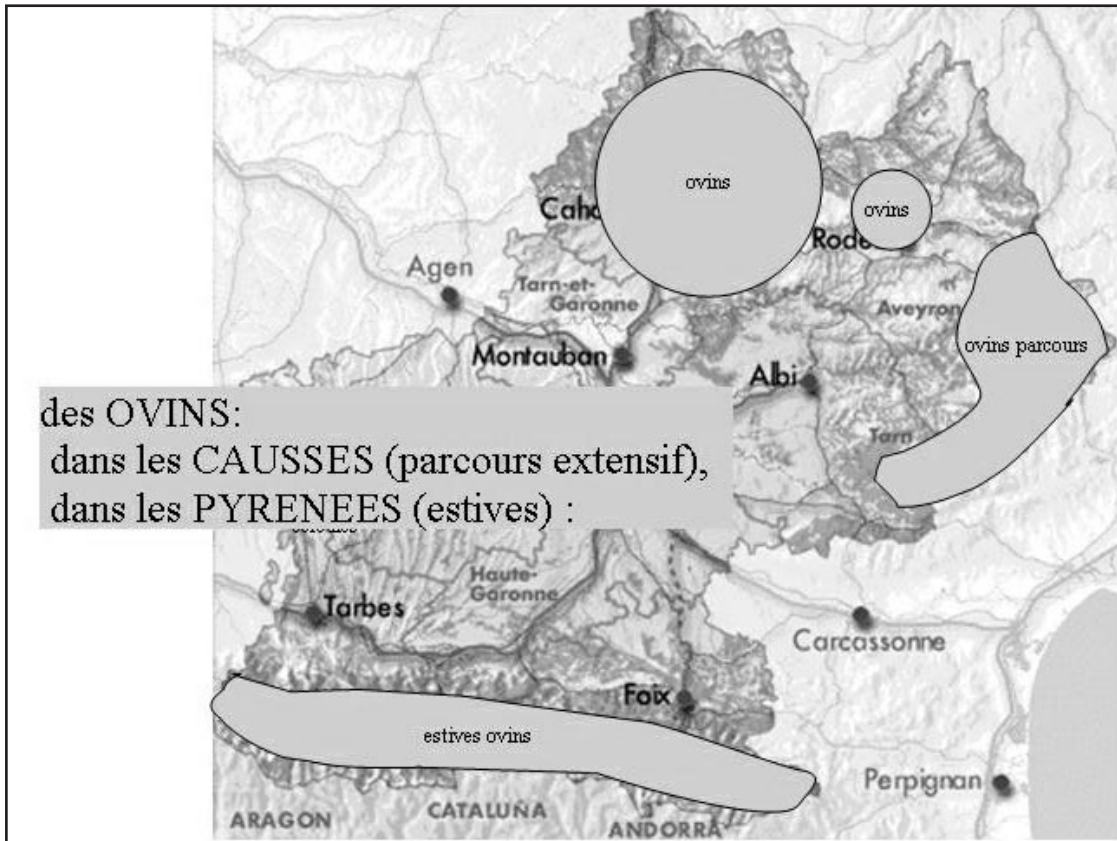 ovins
ovins
Rode
Agen
Tarn-et-
Garonne
Aveyron
ovins parcours
Montauban
Albi
des OVINS:
dans les CAUSSES (parcours extensif),
dans les PYRENEES (estives) :
Tarn
Haute-
Garonne
Tarbes
Carcassonne
Foix
estives ovins
Perpignan
ARAGON
CATALUÑA
ANDORRA